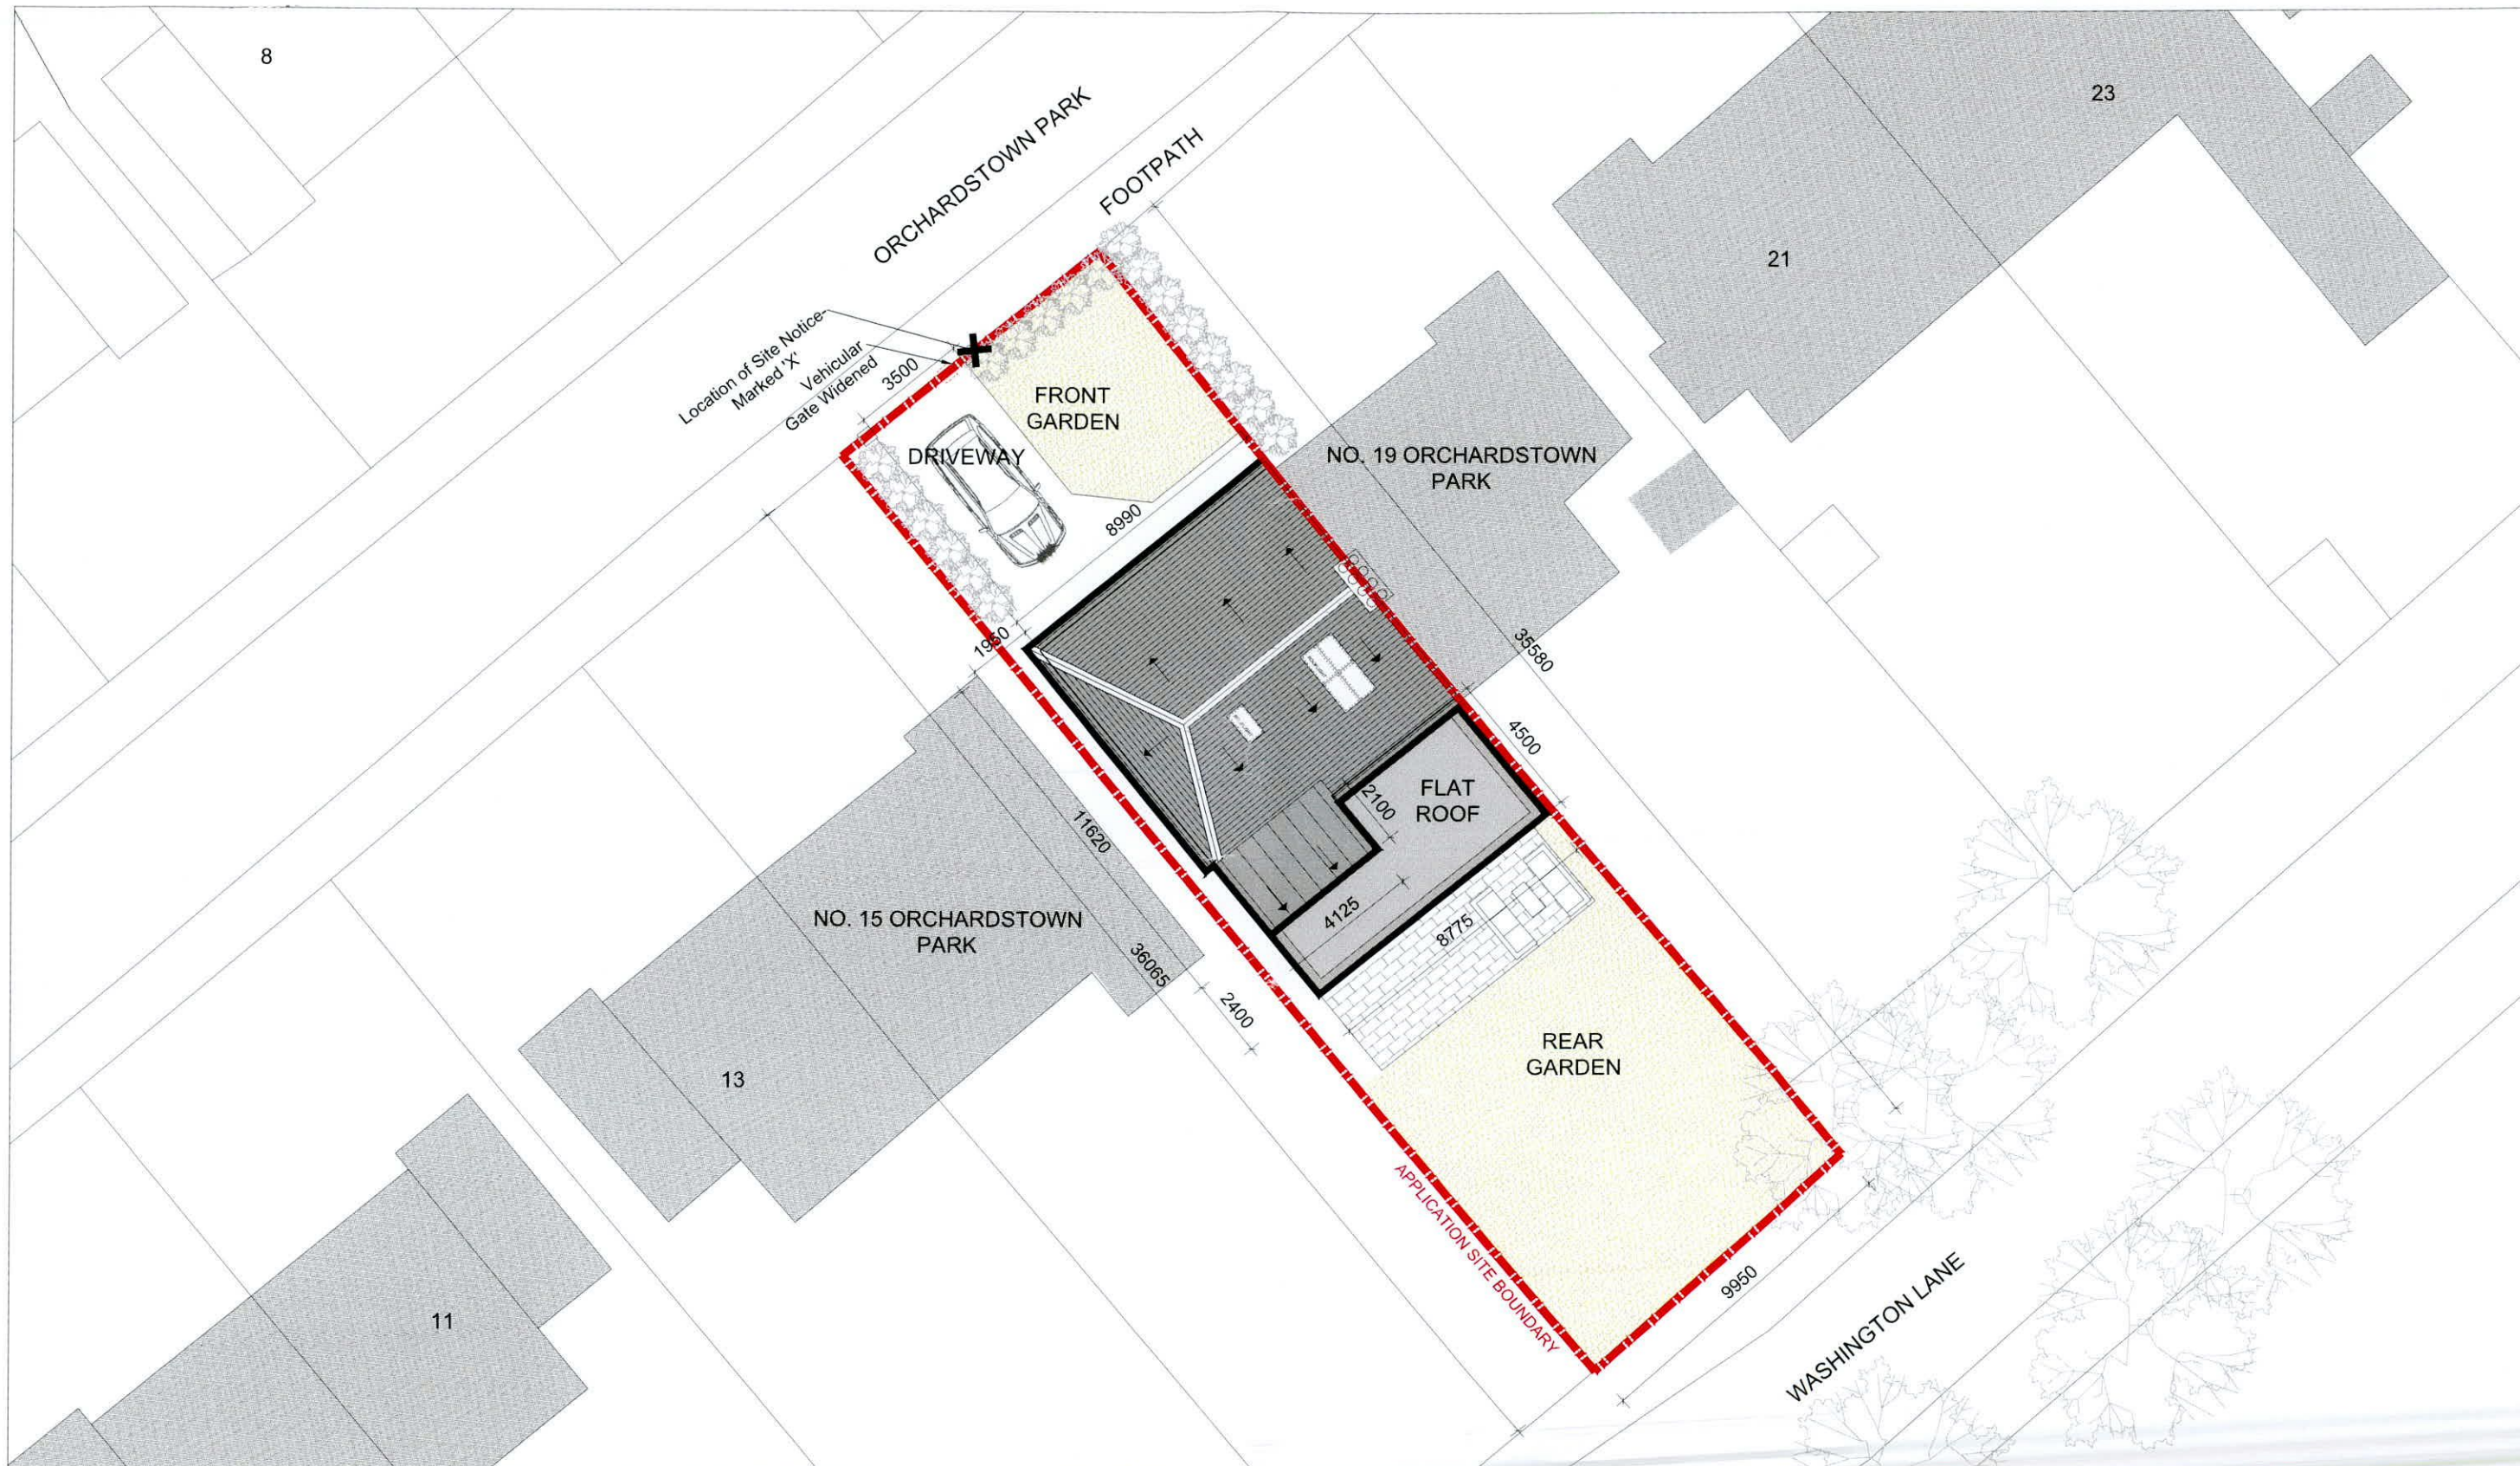 8
23
ORCHARDSTOWN PARK
FOOTPATH
21
Location of Site Notice-
Marked 'X'
Vehicular
Gate Widened
3500
FRONT
GARDEN
DRIVEWAY
NO. 19 ORCHARDSTOWN
PARK
8990
1950
35580
4500
FLAT
ROOF
2100
11620
4125
8775
NO. 15 ORCHARDSTOWN
PARK
36065
2400
REAR
GARDEN
13
APPLICATION SITE BOUNDARY
9950
WASHINGTON LANE
11